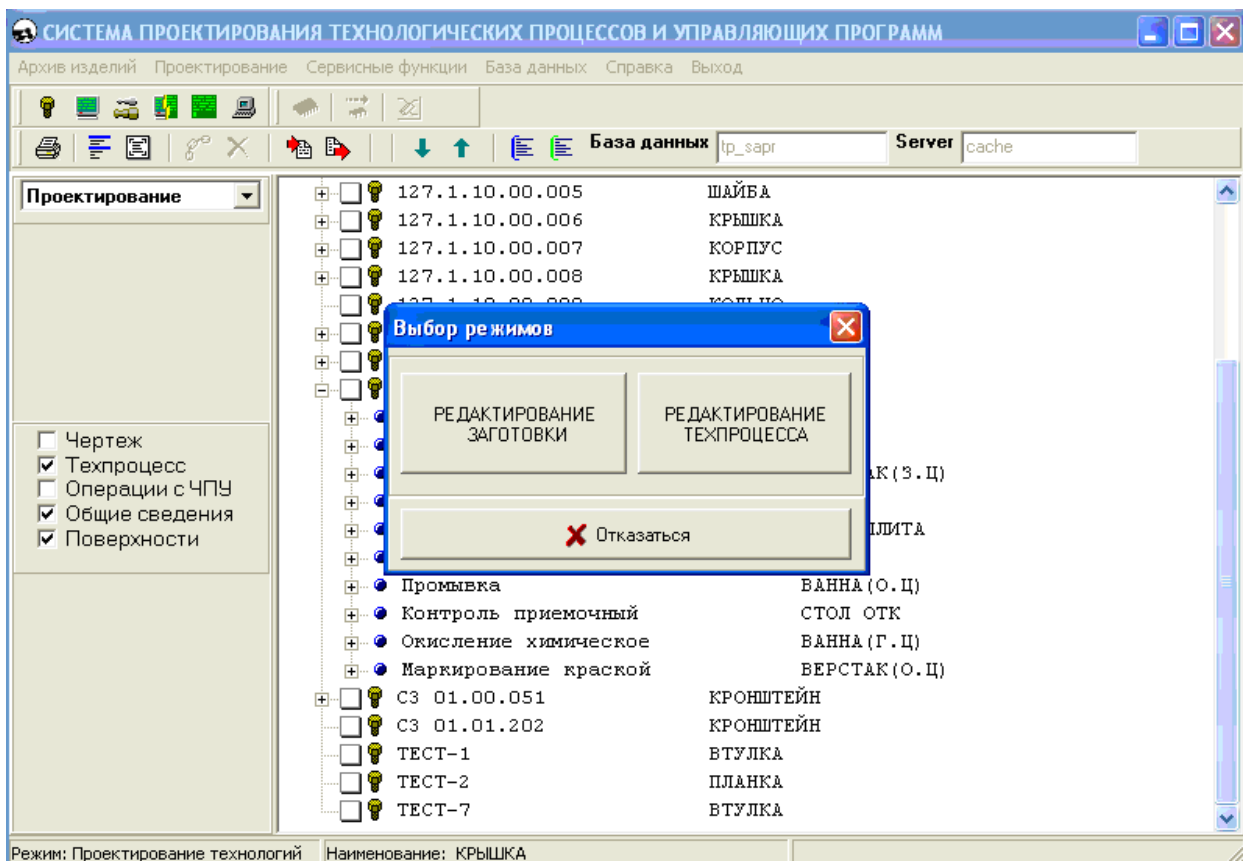 СИСТЕМА ПРОЕКТИРОВАНИЯ ТЕХНОЛОГИЧЕСКИХ ПРОЦЕССОВ И УПРАВЛЯЮЩИХ ПРОГРАММ
Архив изделий Проектирование Сервисные функции База данных Справка Выход
База данных tp_sapr Server cache
Проектирование
127.1.10.00.005 ШАЙБА
127.1.10.00.006 КРЫШКА
127.1.10.00.007 КОРПУС
127.1.10.00.008 КРЫШКА
Выбор режимов
РЕДАКТИРОВАНИЕ ЗАГОТОВКИ
РЕДАКТИРОВАНИЕ ТЕХПРОЦЕССА
Отказаться
Чертеж
Техпроцесс
Операции с ЧПУ
Общие сведения
Поверхности
АК(З.Ц)
ПЛИТА
Промывка ВАННА(О.Ц)
Контроль приемочный СТОЛ ОТК
Окисление химическое ВАННА(Г.Ц)
Маркирование краской ВЕРСТАК(О.Ц)
СЗ 01.00.051 КРОНШТЕЙН
СЗ 01.01.202 КРОНШТЕЙН
ТЕСТ-1 ВТУЛКА
ТЕСТ-2 ПЛАНКА
ТЕСТ-7 ВТУЛКА
Режим: Проектирование технологий Наименование: КРЫШКА